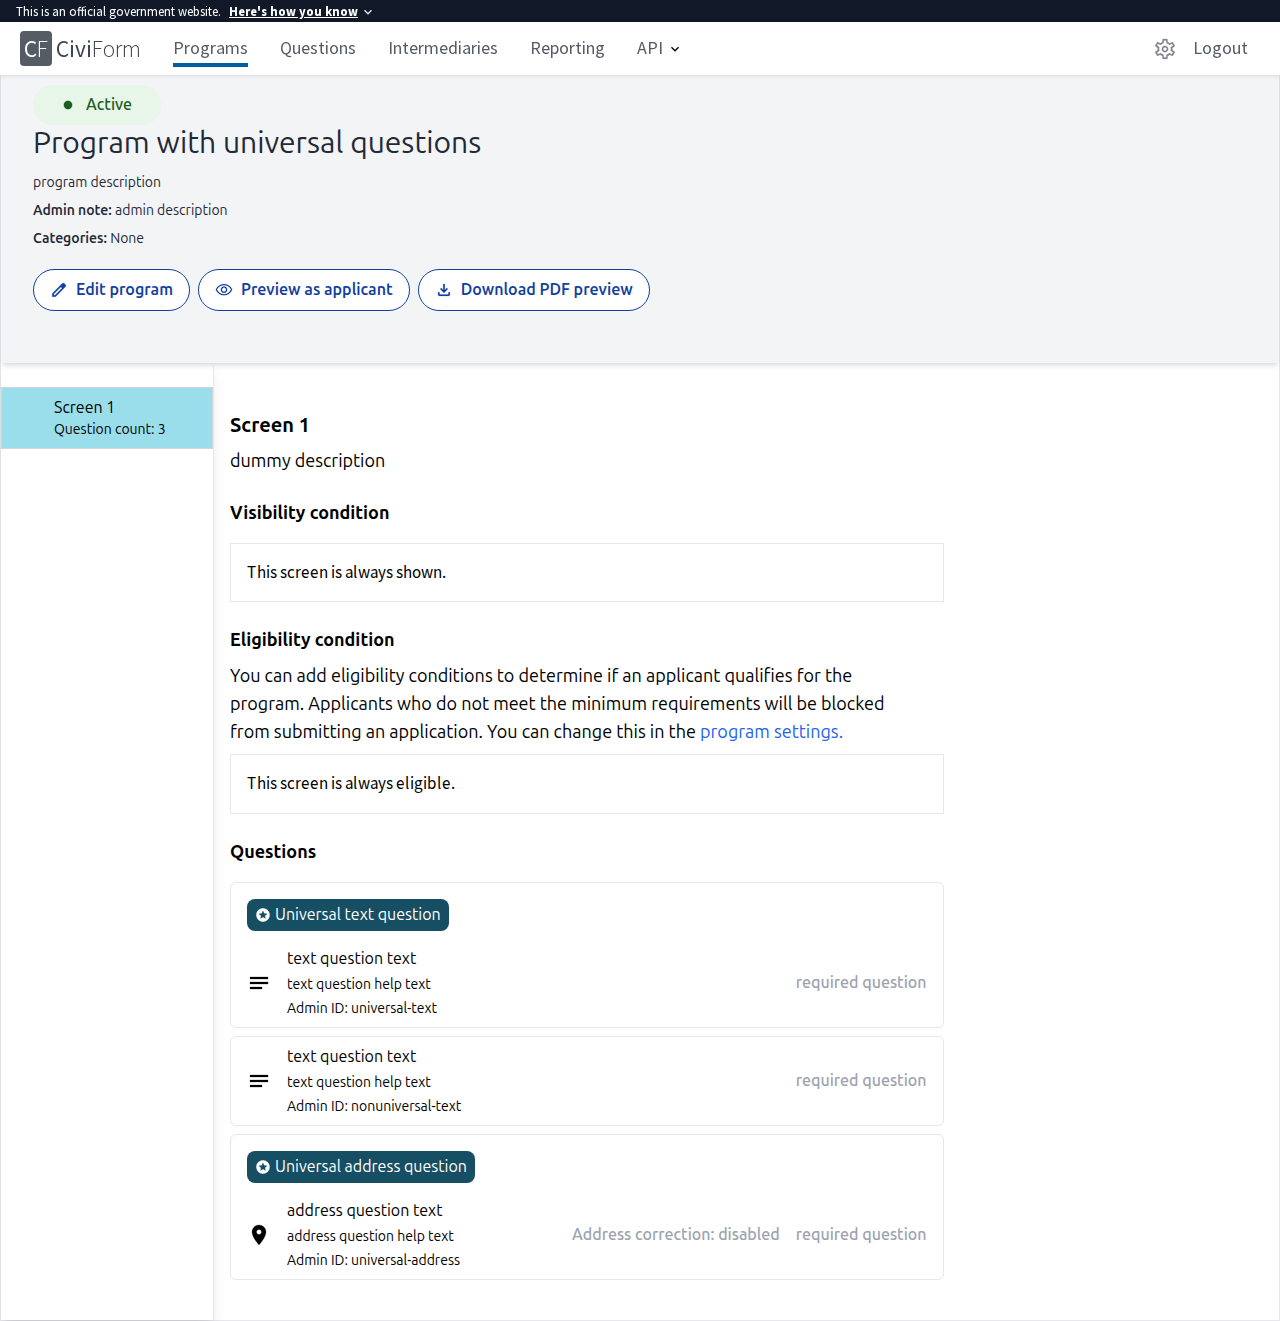 This is an official government website. Here's how you know
CF CiviForm Programs Questions Intermediaries Reporting API Logout
Active
Program with universal questions
program description
Admin note: admin description
Categories: None
Edit program Preview as applicant Download PDF preview
Screen 1
Question count: 3
Screen 1
dummy description
Visibility condition
This screen is always shown.
Eligibility condition
You can add eligibility conditions to determine if an applicant qualifies for the
program. Applicants who do not meet the minimum requirements will be blocked
from submitting an application. You can change this in the program settings.
This screen is always eligible.
Questions
Universal text question
text question text
text question help text
Admin ID: universal-text
required question
text question text
text question help text
Admin ID: nonuniversal-text
required question
Universal address question
address question text
address question help text
Admin ID: universal-address
Address correction: disabled required question